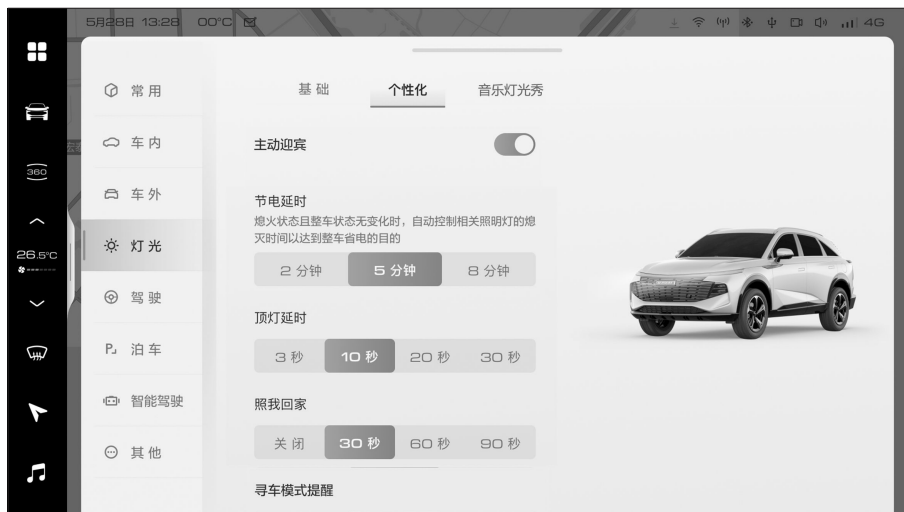 5月28日 13:28 00°C
4G
基础 个性化 音乐灯光秀
常用
车内
车外
灯光
驾驶
泊车
智能驾驶
其他
360
26.5°C
主动迎宾
节电延时
熄火状态且整车状态无变化时，自动控制相关照明灯的熄
灭时间以达到整车省电的目的
2 分钟 5 分钟 8 分钟
顶灯延时
3 秒 10 秒 20 秒 30 秒
照我回家
关闭 30 秒 60 秒 90 秒
寻车模式提醒